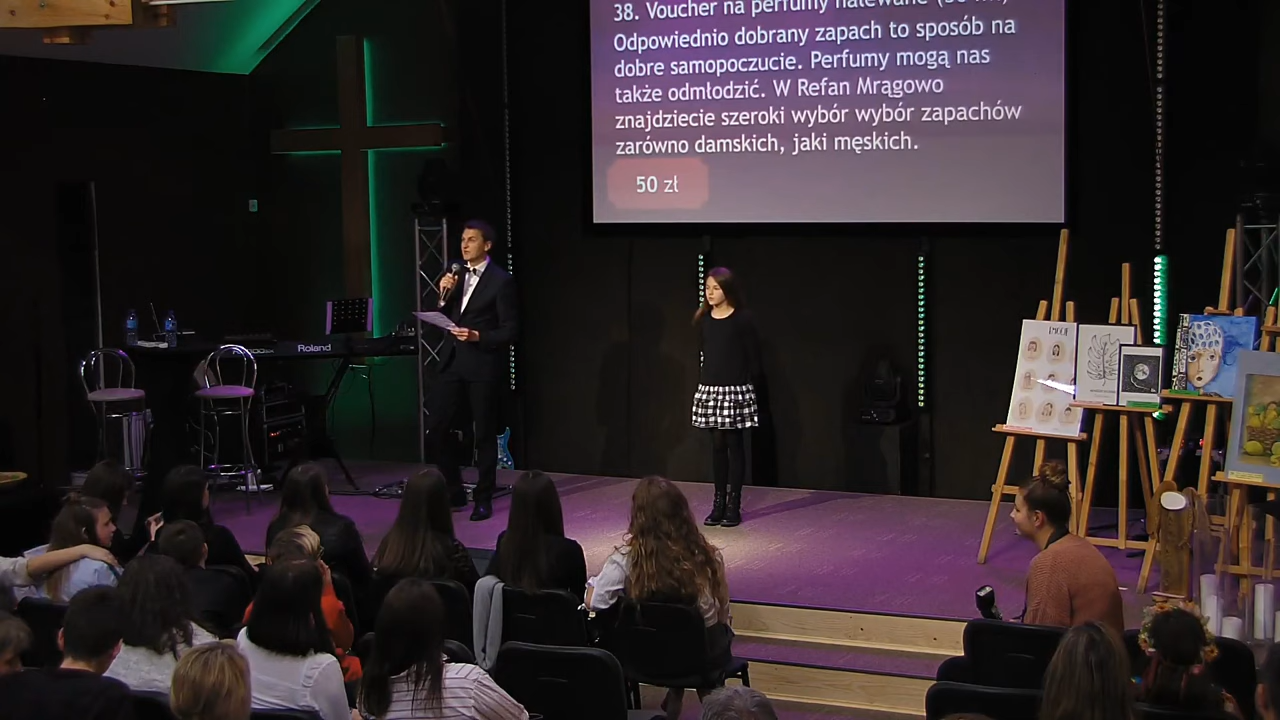 38. Voucher na perfumy nalewane
Odpowiednio dobrany zapach to sposób na
dobre samopoczucie. Perfumy mogą nas
także odmłodzić. W Refan Mrągowo
znajdziecie szeroki wybór wybór zapachów
zarówno damskich, jaki męskich.
50 zł
Roland